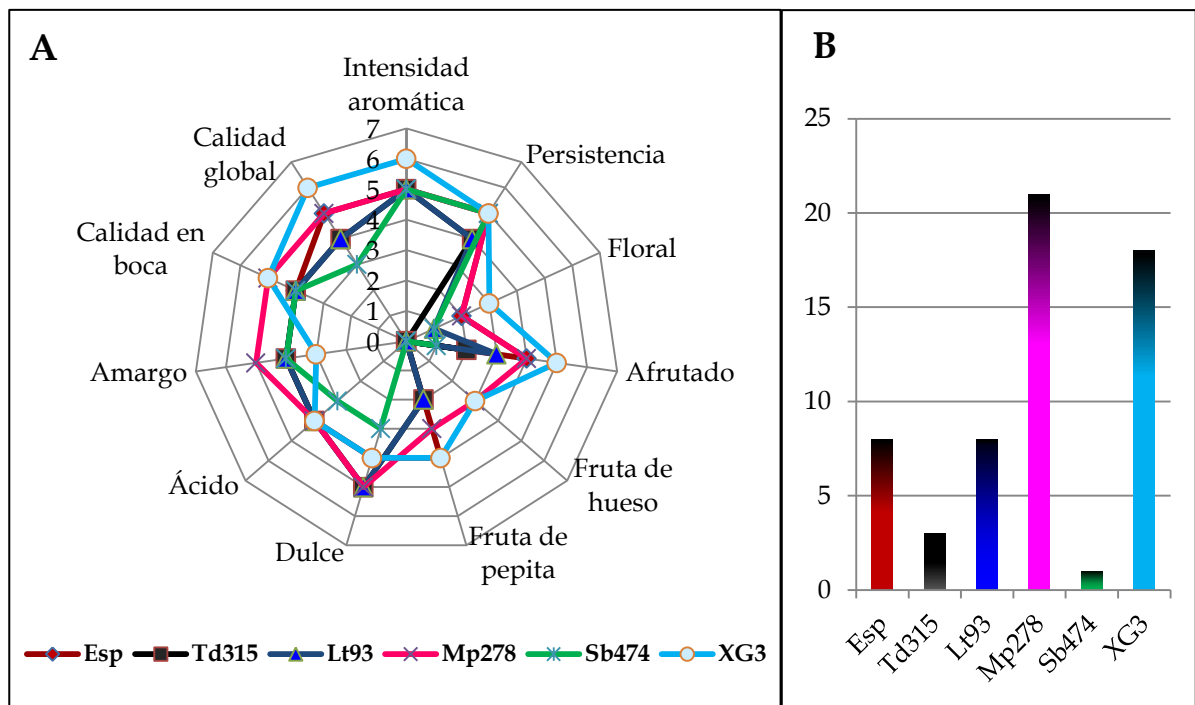 A
Intensidad
aromática
Persistencia
Floral
Afrutado
Fruta de
hueso
Fruta de
pepita
Dulce
Ácido
Amargo
Calidad en
boca
Calidad
global
7
6
5
4
3
2
1
0
Esp Td315 Lt93 Mp278 Sb474 XG3
B
25
20
15
10
5
0
Esp
Td315
Lt93
Mp278
Sb474
XG3